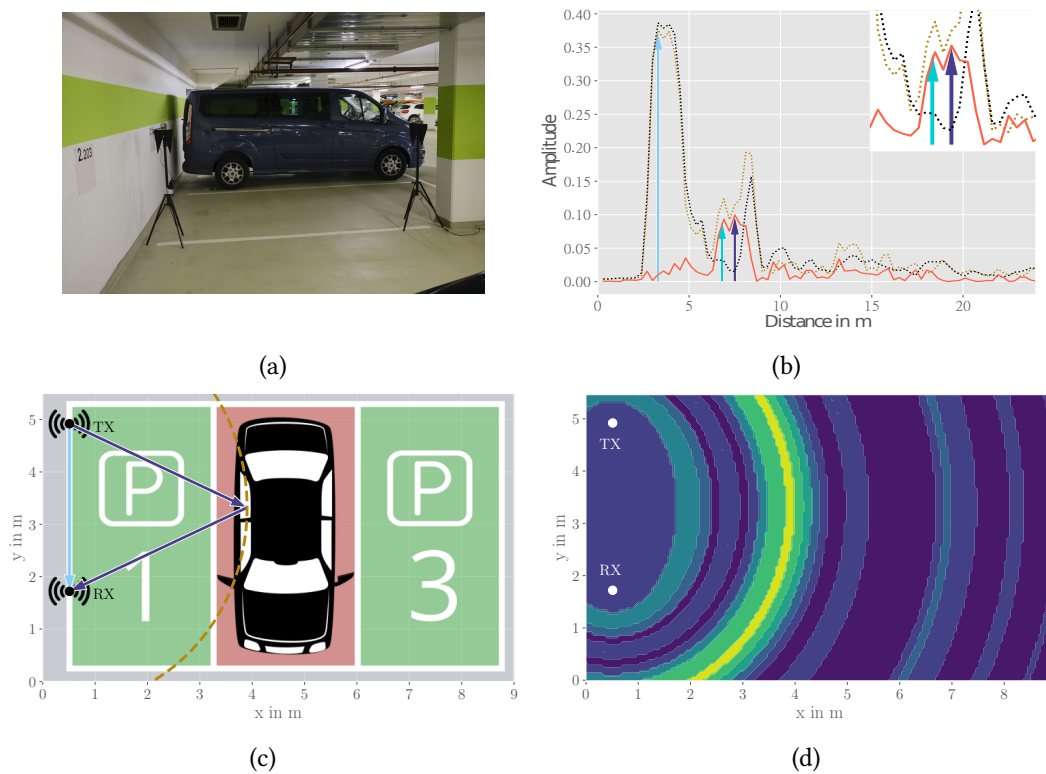 2.203
(a)
0.40
0.35
0.30
0.25
0.20
0.15
0.10
0.05
0.00
Amplitude
0 5 10 15 20
Distance in m
(b)
5
4
3
2
1
0
y in m
TX
RX
P
P
1
3
0 1 2 3 4 5 6 7 8 9
x in m
(c)
5
4
3
2
1
0
y in m
TX
RX
0 1 2 3 4 5 6 7 8
x in m
(d)